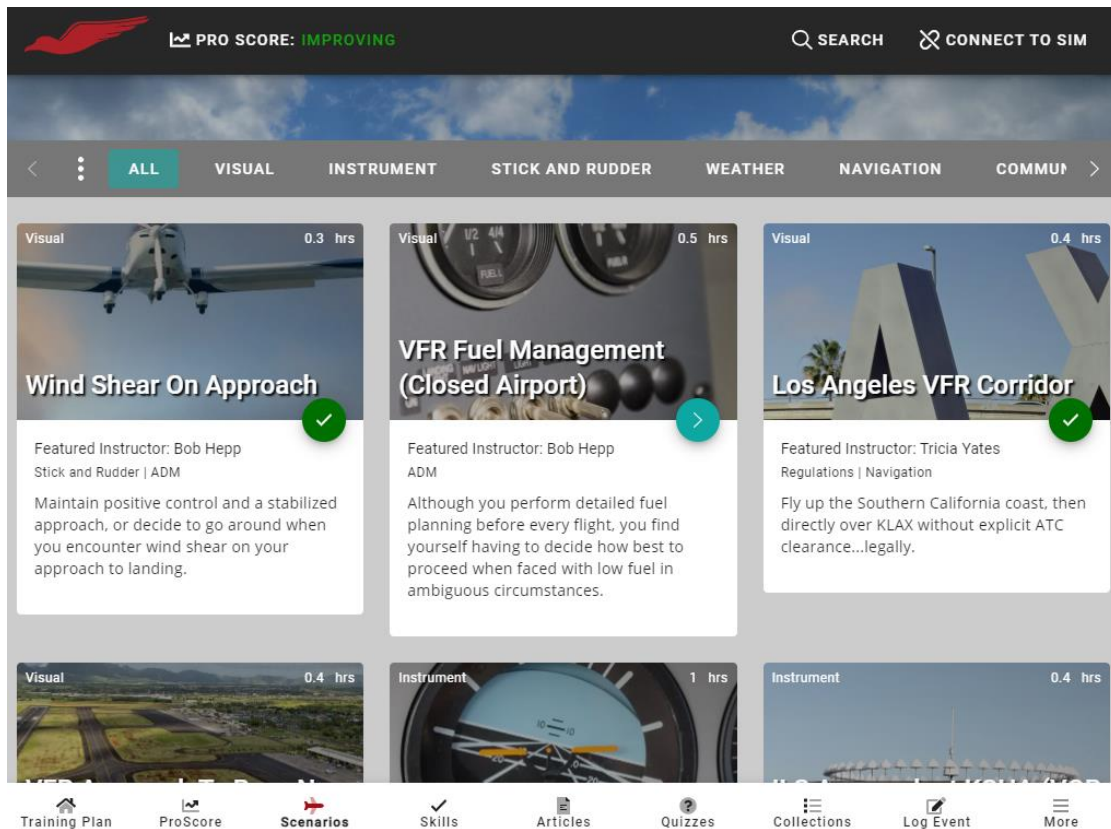 PRO SCORE: IMPROVING
SEARCH
CONNECT TO SIM
ALL
VISUAL
INSTRUMENT
STICK AND RUDDER
WEATHER
NAVIGATION
COMMUN
Visual
0.3 hrs
Wind Shear On Approach
Featured Instructor: Bob Hepp
Stick and Rudder | ADM
Maintain positive control and a stabilized
approach, or decide to go around when
you encounter wind shear on your
approach to landing.
Visual
0.5 hrs
1/2 4/4
FUEL L
VFR Fuel Management
(Closed Airport)
Featured Instructor: Bob Hepp
ADM
Although you perform detailed fuel
planning before every flight, you find
yourself having to decide how best to
proceed when faced with low fuel in
ambiguous circumstances.
Visual
0.4 hrs
Los Angeles VFR Corridor
Featured Instructor: Tricia Yates
Regulations | Navigation
Fly up the Southern California coast, then
directly over KLAX without explicit ATC
clearance...legally.
Visual
0.4 hrs
Instrument
1 hrs
Instrument
0.4 hrs
Training Plan
ProScore
Scenarios
Skills
Articles
Quizzes
Collections
Log Event
More